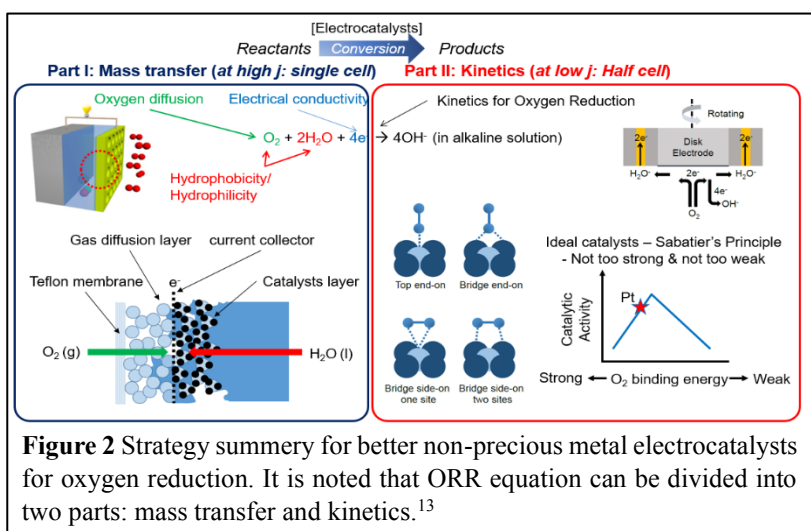 [Electrocatalysts]
Reactants Conversion Products
Part I: Mass transfer (at high j: single cell)
Oxygen diffusion
Electrical conductivity
O₂ + 2H₂O + 4e⁻ → 4OH⁻ (in alkaline solution)
Hydrophobicity/
Hydrophilicity
Gas diffusion layer
current collector
Teflon membrane
e⁻
Catalysts layer
O₂ (g)
H₂O (l)
Part II: Kinetics (at low j: Half cell)
Kinetics for Oxygen Reduction
Rotating
Disk
Electrode
2e⁻
2e⁻
H₂O⁻
2e⁻
H₂O⁻
4e⁻
O₂
OH⁻
Top end-on
Bridge end-on
Bridge side-on
one site
Bridge side-on
two sites
Ideal catalysts – Sabatier's Principle
- Not too strong & not too weak
Pt
Catalytic
Activity
Strong ← O₂ binding energy → Weak
Figure 2 Strategy summery for better non-precious metal electrocatalysts
for oxygen reduction. It is noted that ORR equation can be divided into
two parts: mass transfer and kinetics.¹³